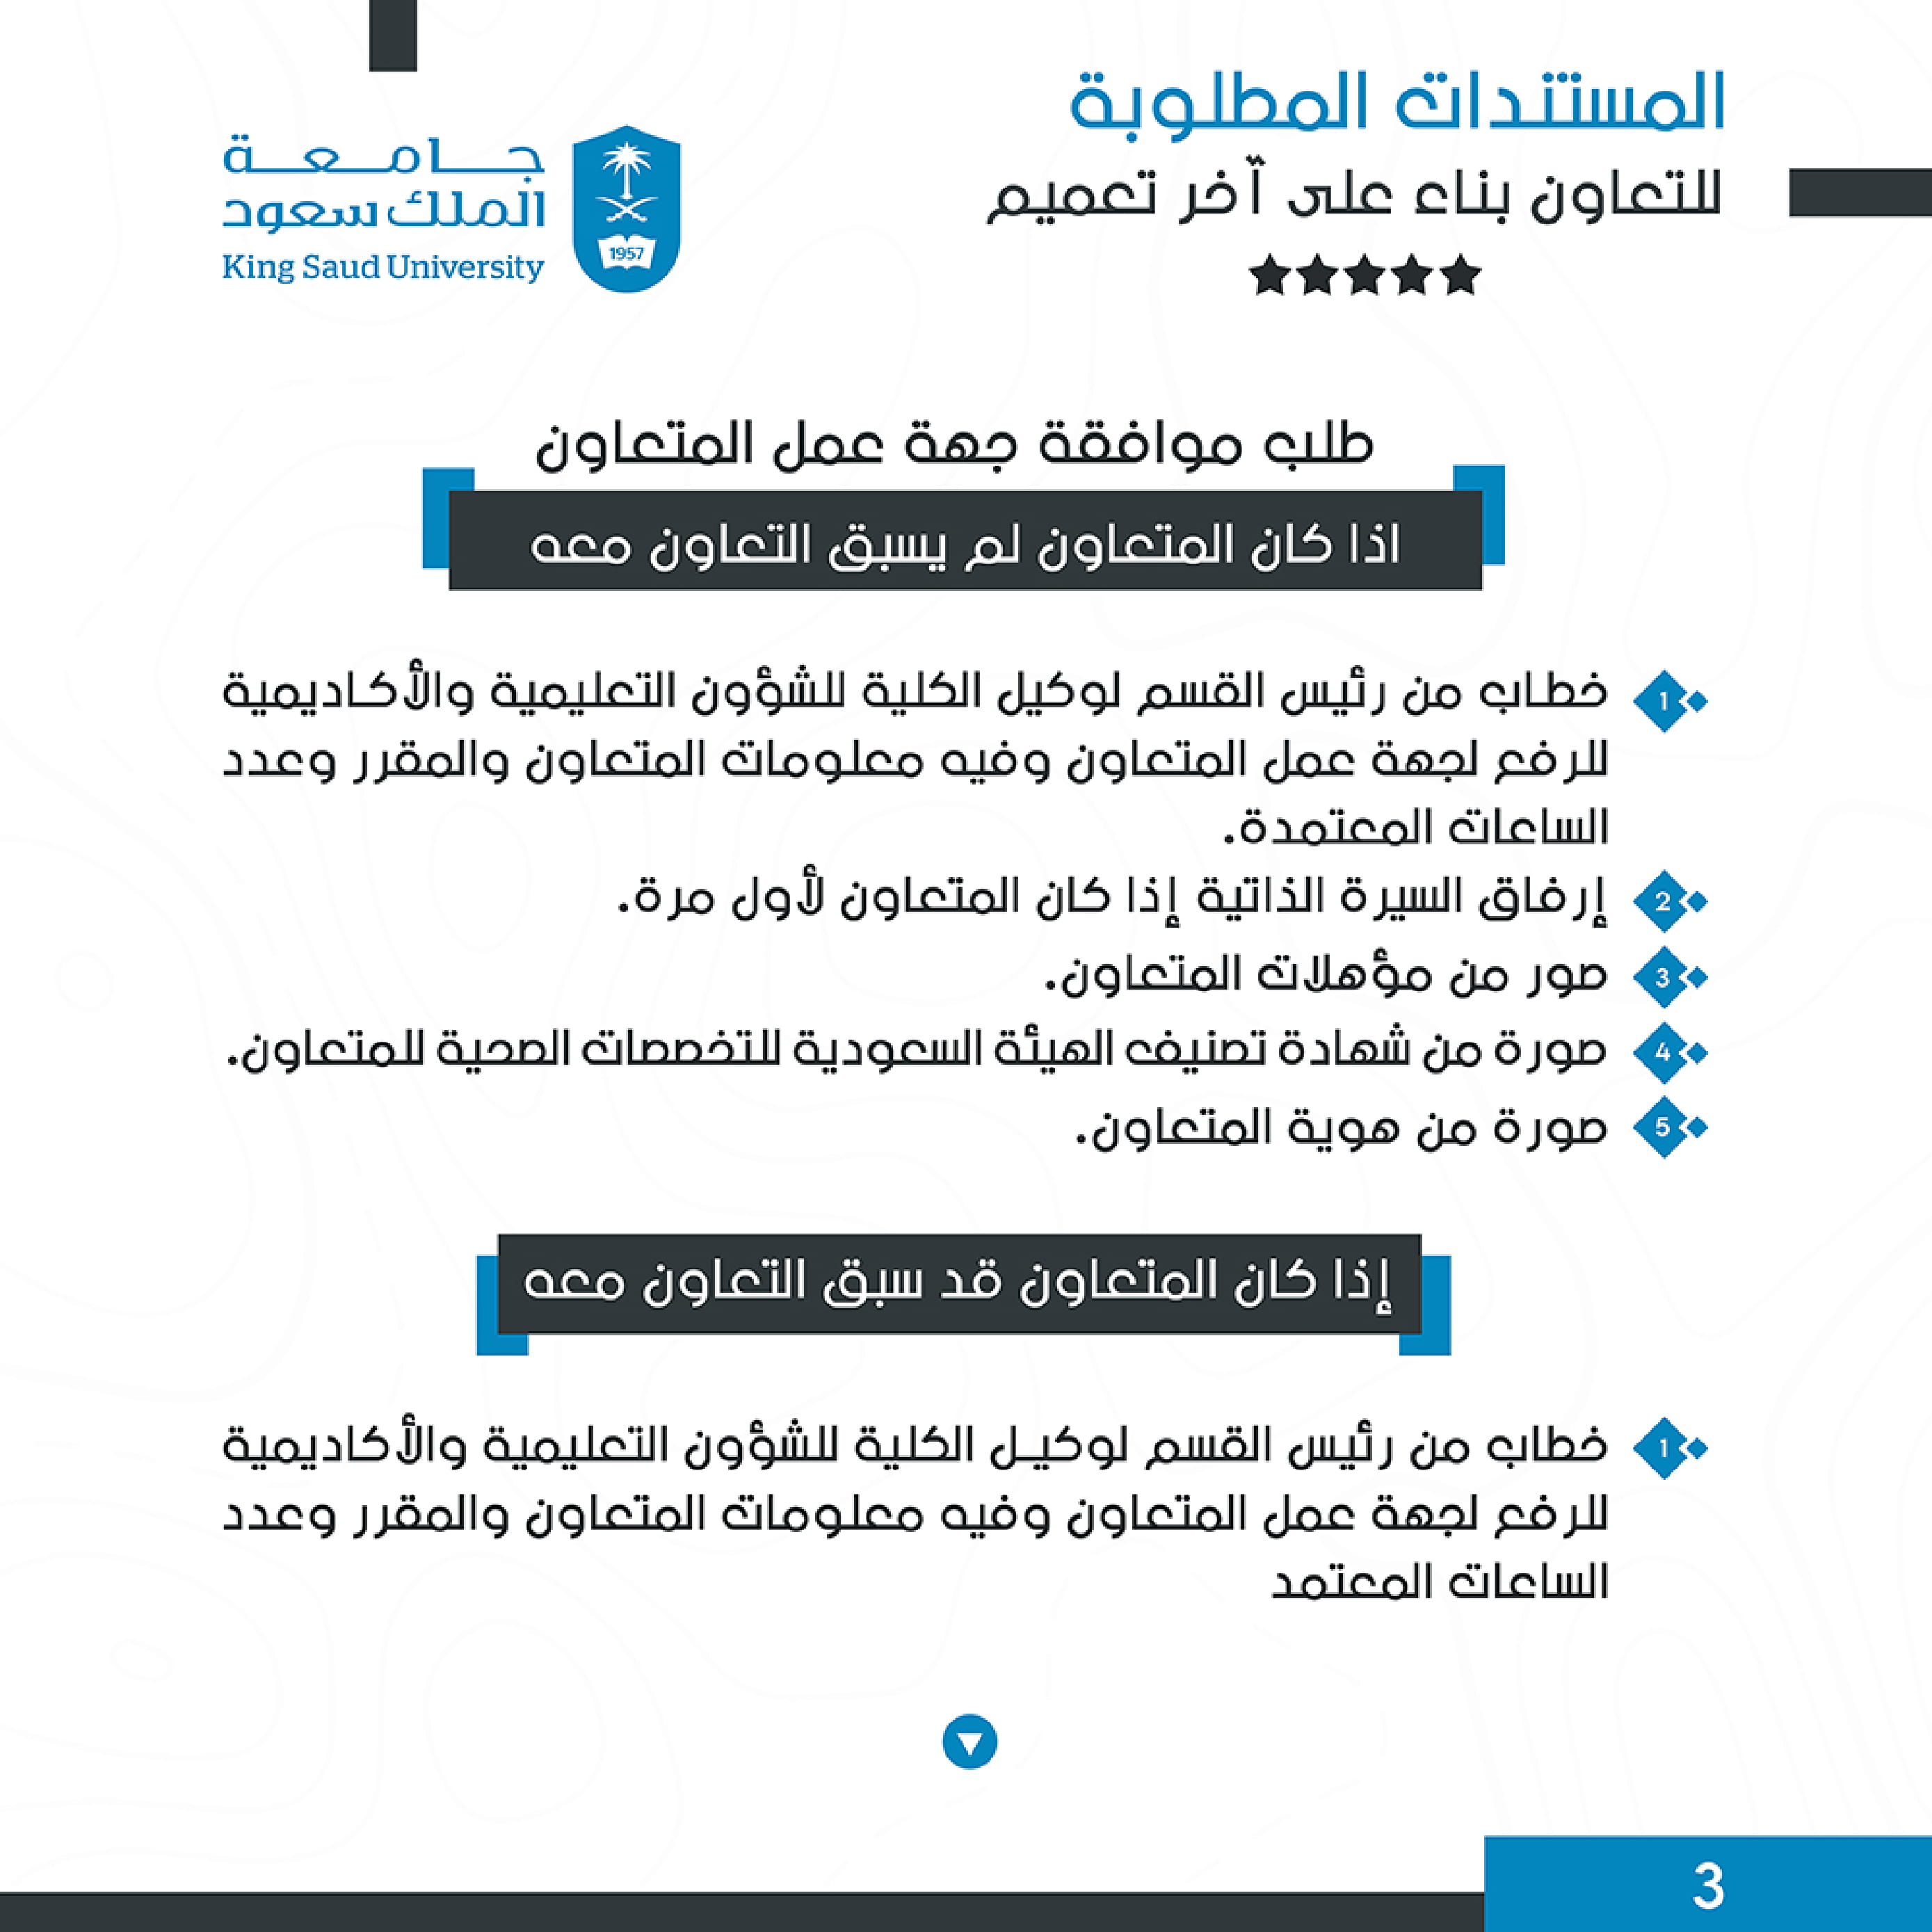 المستندات المطلوبة
للتعاون بناء على آخر تعميم
جـامـعـة
الملك سعود
King Saud University
1957
طلب موافقة جهة عمل المتعاون
اذا كان المتعاون لم يسبق التعاون معه
1 خطاب من رئيس القسم لوكيل الكلية للشؤون التعليمية والأكاديمية
للرفع لجهة عمل المتعاون وفيه معلومات المتعاون والمقرر وعدد
الساعات المعتمدة.
2 إرفاق السيرة الذاتية إذا كان المتعاون لأول مرة.
3 صور من مؤهلات المتعاون.
4 صورة من شهادة تصنيف الهيئة السعودية للتخصصات الصحية للمتعاون.
5 صورة من هوية المتعاون.
إذا كان المتعاون قد سبق التعاون معه
1 خطاب من رئيس القسم لوكيـل الكلية للشؤون التعليمية والأكاديمية
للرفع لجهة عمل المتعاون وفيه معلومات المتعاون والمقرر وعدد
الساعات المعتمد
3